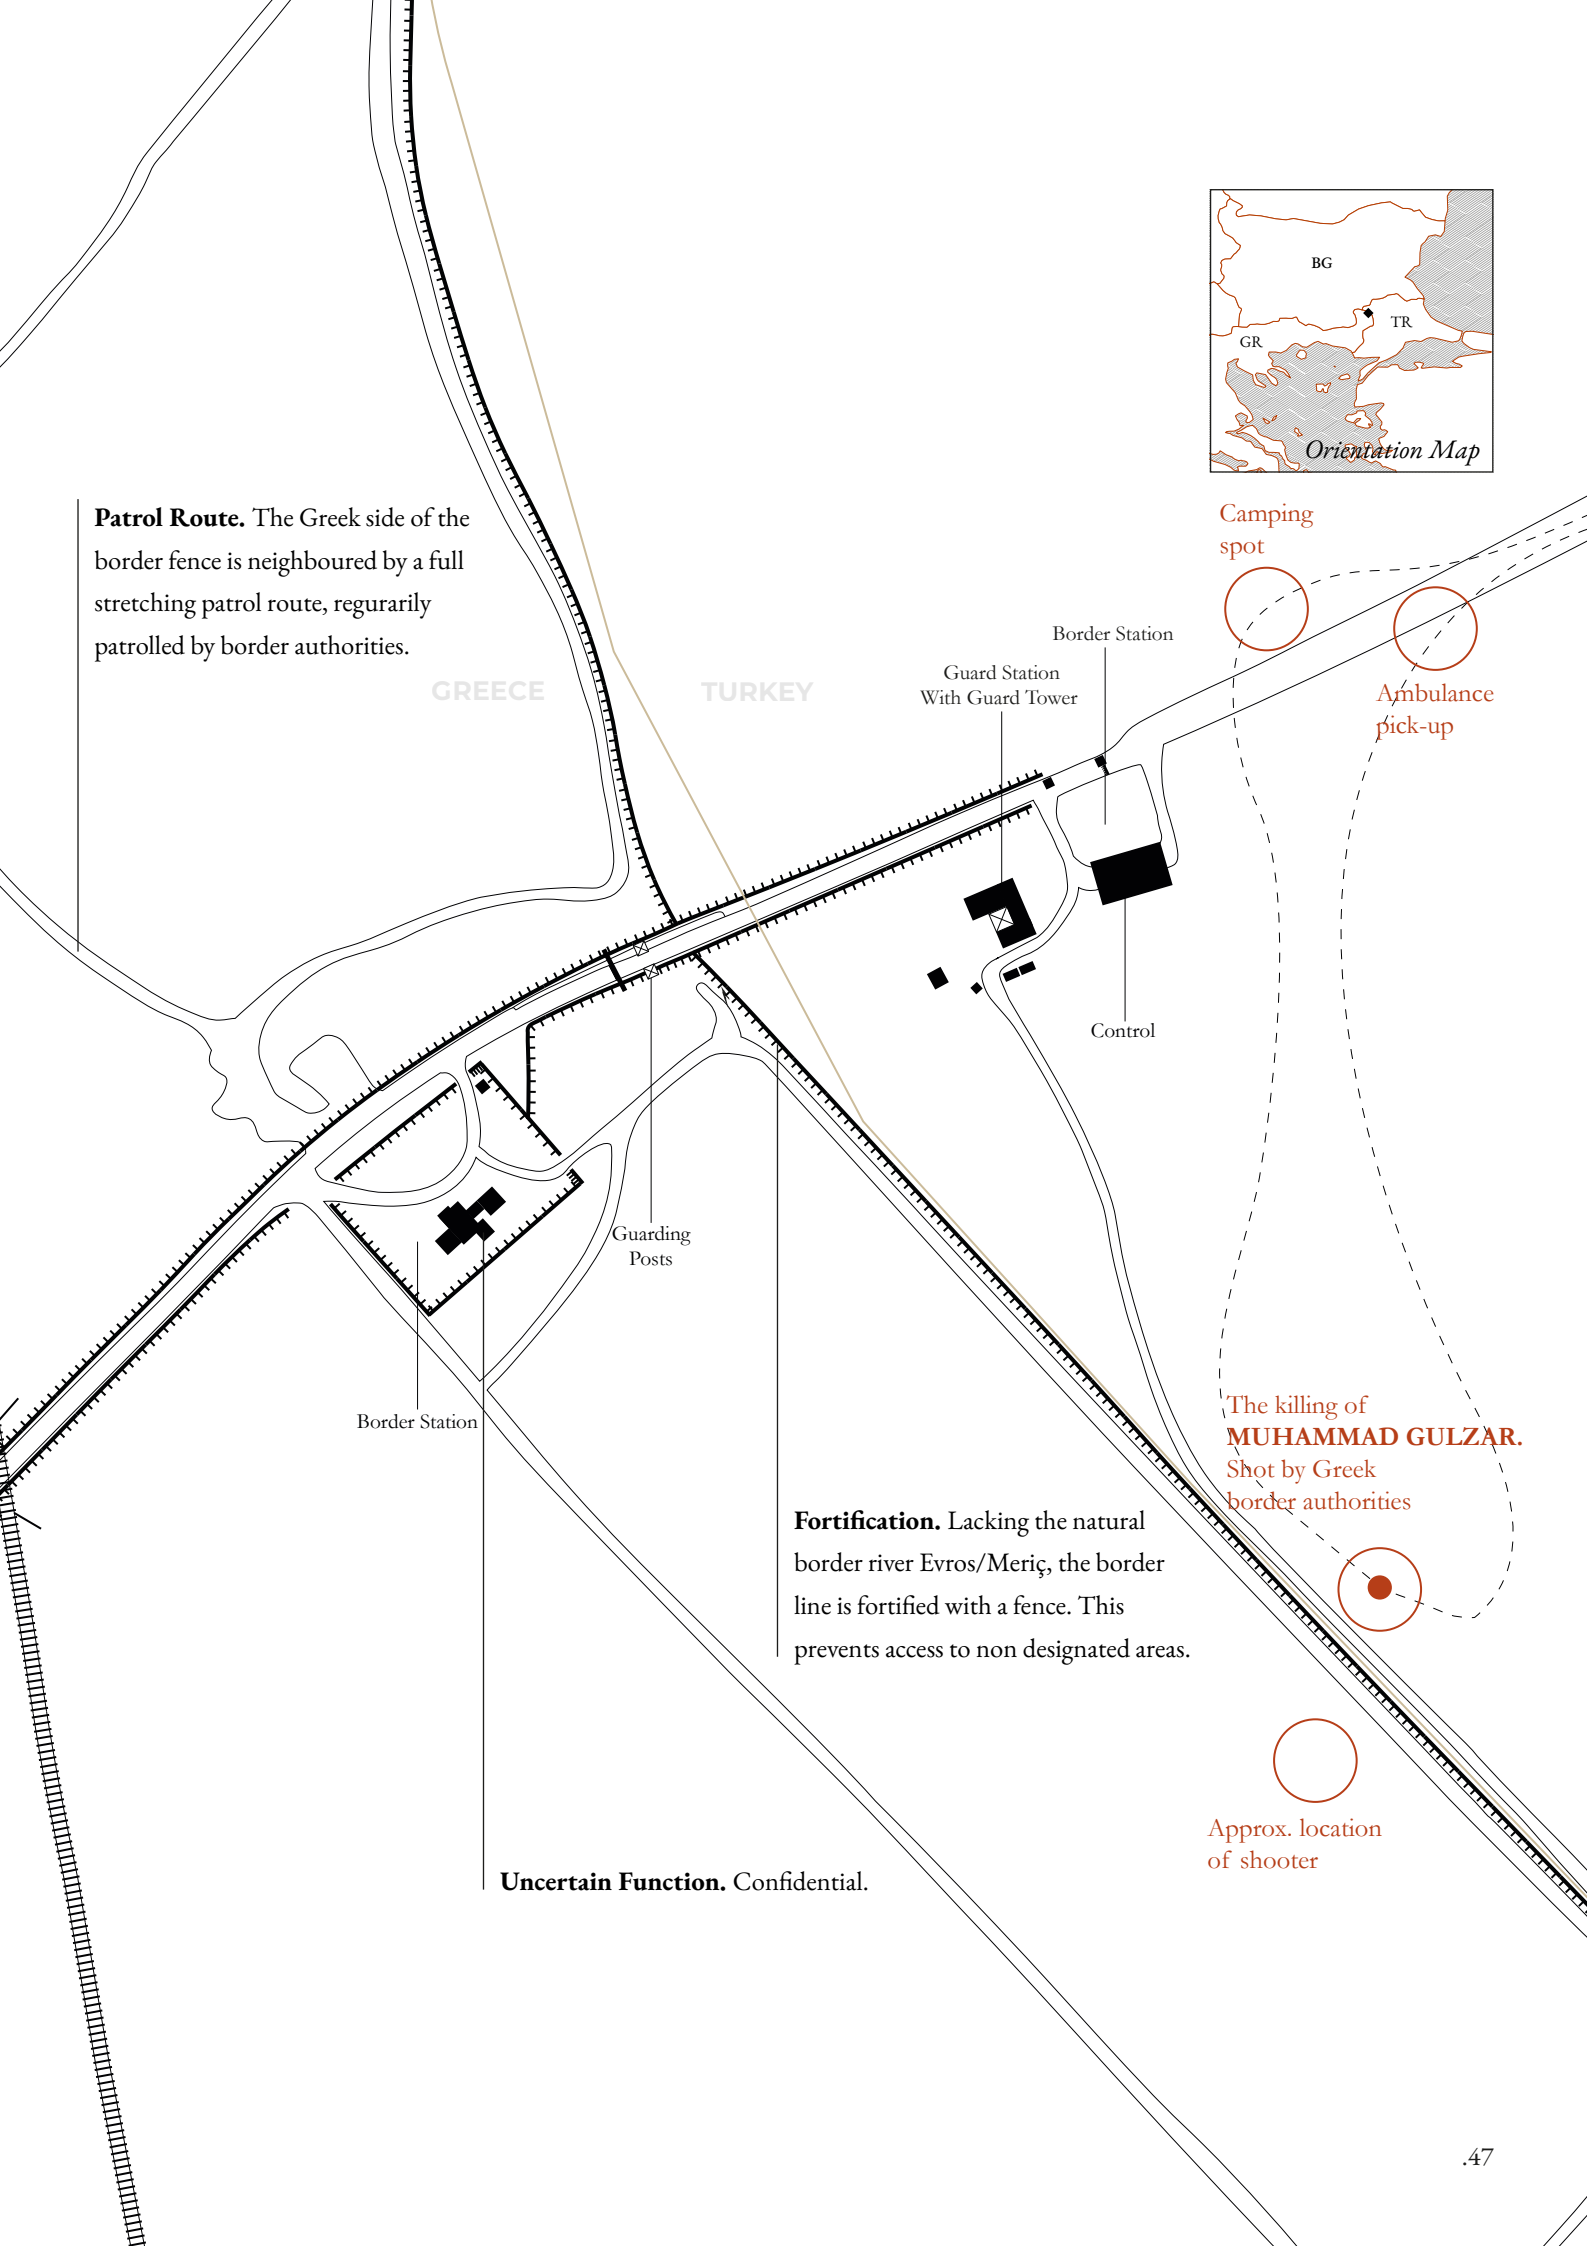 BG
TR
GR
Orientation Map
Camping
spot
Patrol Route. The Greek side of the
border fence is neighboured by a full
stretching patrol route, regurarily
patrolled by border authorities.
Border Station
Guard Station
With Guard Tower
GREECE
TURKEY
Ambulance
pick-up
Control
Guarding
Posts
Border Station
The killing of
MUHAMMAD GULZAR.
Shot by Greek
border authorities
Fortification. Lacking the natural
border river Evros/Meriç, the border
line is fortified with a fence. This
prevents access to non designated areas.
Approx. location
of shooter
Uncertain Function. Confidential.
.47